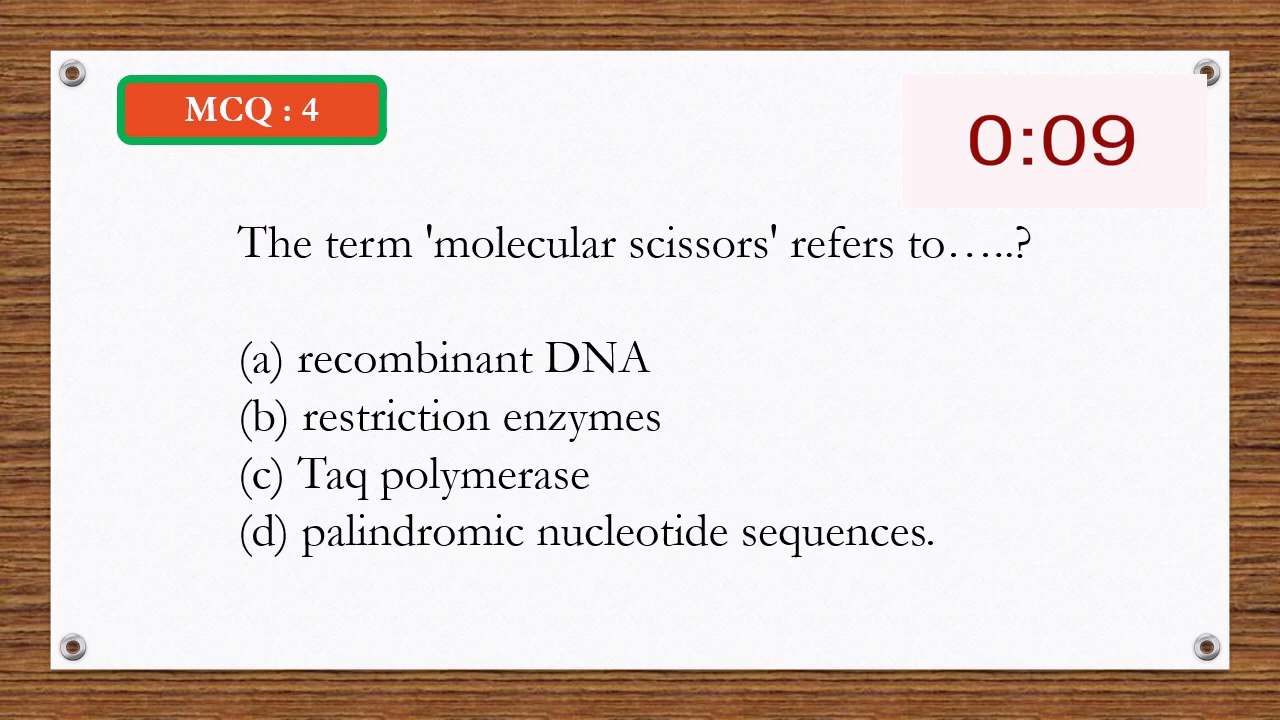 MCQ : 4
0:09
The term 'molecular scissors' refers to…..?
(a) recombinant DNA
(b) restriction enzymes
(c) Taq polymerase
(d) palindromic nucleotide sequences.